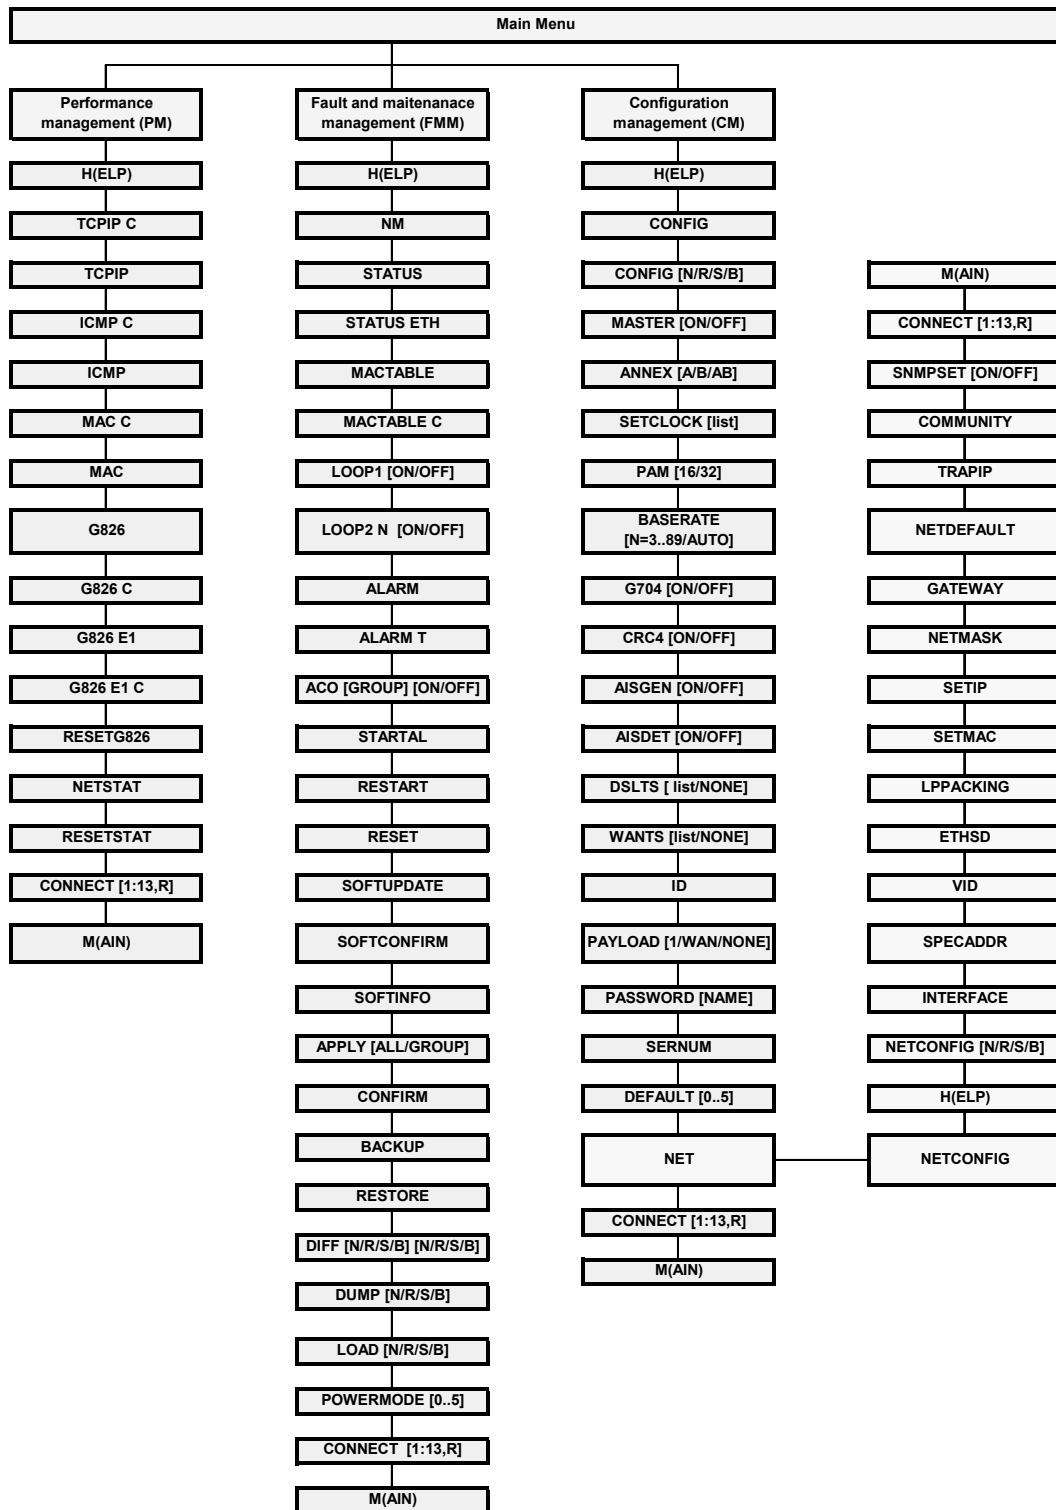 Main Menu
Performance
management (PM)
H(ELP)
TCPIP C
TCPIP
ICMP C
ICMP
MAC C
MAC
G826
G826 C
G826 E1
G826 E1 C
RESETG826
NETSTAT
RESETSTAT
CONNECT [1:13,R]
M(AIN)
Fault and maitenanace
management (FMM)
H(ELP)
NM
STATUS
STATUS ETH
MACTABLE
MACTABLE C
LOOP1 [ON/OFF]
LOOP2 N [ON/OFF]
ALARM
ALARM T
ACO [GROUP] [ON/OFF]
STARTAL
RESTART
RESET
SOFTUPDATE
SOFTCONFIRM
SOFTINFO
APPLY [ALL/GROUP]
CONFIRM
BACKUP
RESTORE
DIFF [N/R/S/B] [N/R/S/B]
DUMP [N/R/S/B]
LOAD [N/R/S/B]
POWERMODE [0..5]
CONNECT [1:13,R]
M(AIN)
Configuration
management (CM)
H(ELP)
CONFIG
CONFIG [N/R/S/B]
MASTER [ON/OFF]
ANNEX [A/B/AB]
SETCLOCK [list]
PAM [16/32]
BASERATE
[N=3..89/AUTO]
G704 [ON/OFF]
CRC4 [ON/OFF]
AISGEN [ON/OFF]
AISDET [ON/OFF]
DSLTS [ list/NONE]
WANTS [list/NONE]
ID
PAYLOAD [1/WAN/NONE]
PASSWORD [NAME]
SERNUM
DEFAULT [0..5]
NET
CONNECT [1:13,R]
M(AIN)
M(AIN)
CONNECT [1:13,R]
SNMPSET [ON/OFF]
COMMUNITY
TRAPIP
NETDEFAULT
GATEWAY
NETMASK
SETIP
SETMAC
LPPACKING
ETHSD
VID
SPECADDR
INTERFACE
NETCONFIG [N/R/S/B]
H(ELP)
NETCONFIG